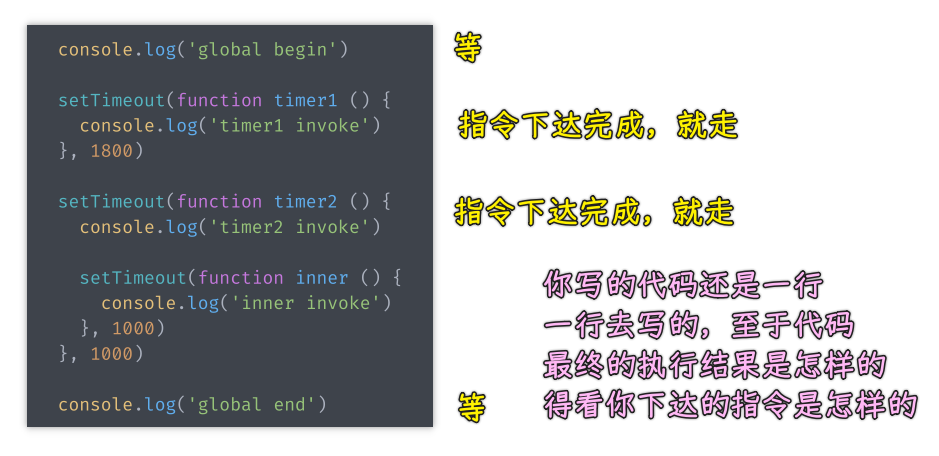 console.log('global begin')
等
setTimeout(function timer1 () {
  console.log('timer1 invoke')
}, 1800)
指令下达完成，就走
setTimeout(function timer2 () {
  console.log('timer2 invoke')
指令下达完成，就走
  setTimeout(function inner () {
    console.log('inner invoke')
  }, 1000)
}, 1000)
你写的代码还是一行
一行去写的，至于代码
最终的执行结果是怎样的
得看你下达的指令是怎样的
console.log('global end')
等